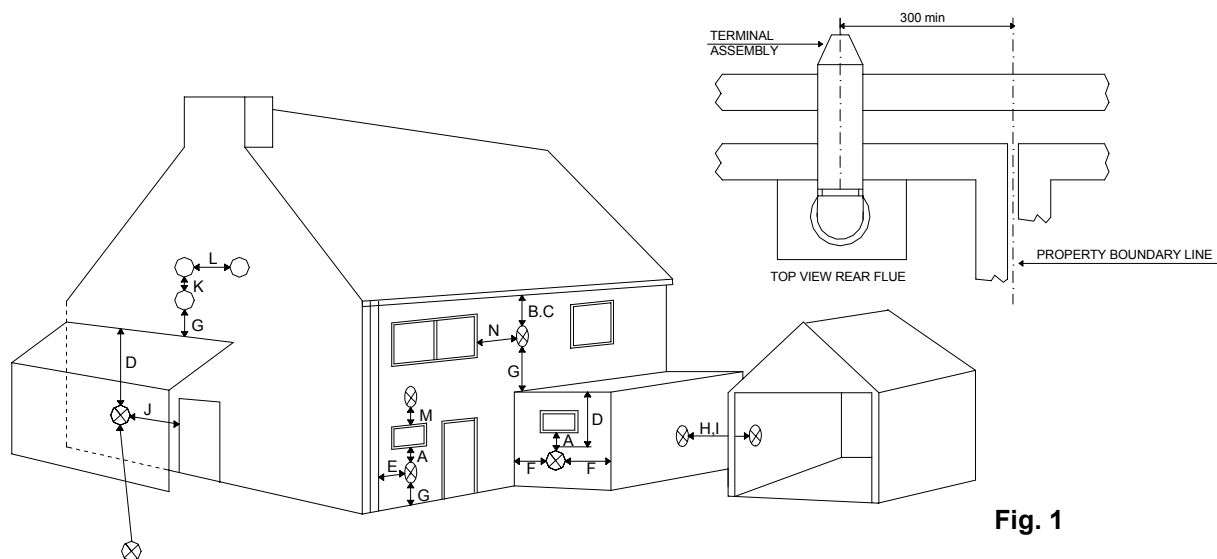 300 min
TERMINAL
ASSEMBLY
PROPERTY BOUNDARY LINE
TOP VIEW REAR FLUE
L
K
G
D
J
B.C
N
G
M
A
E
G
D
A
F
F
H,I
Fig. 1